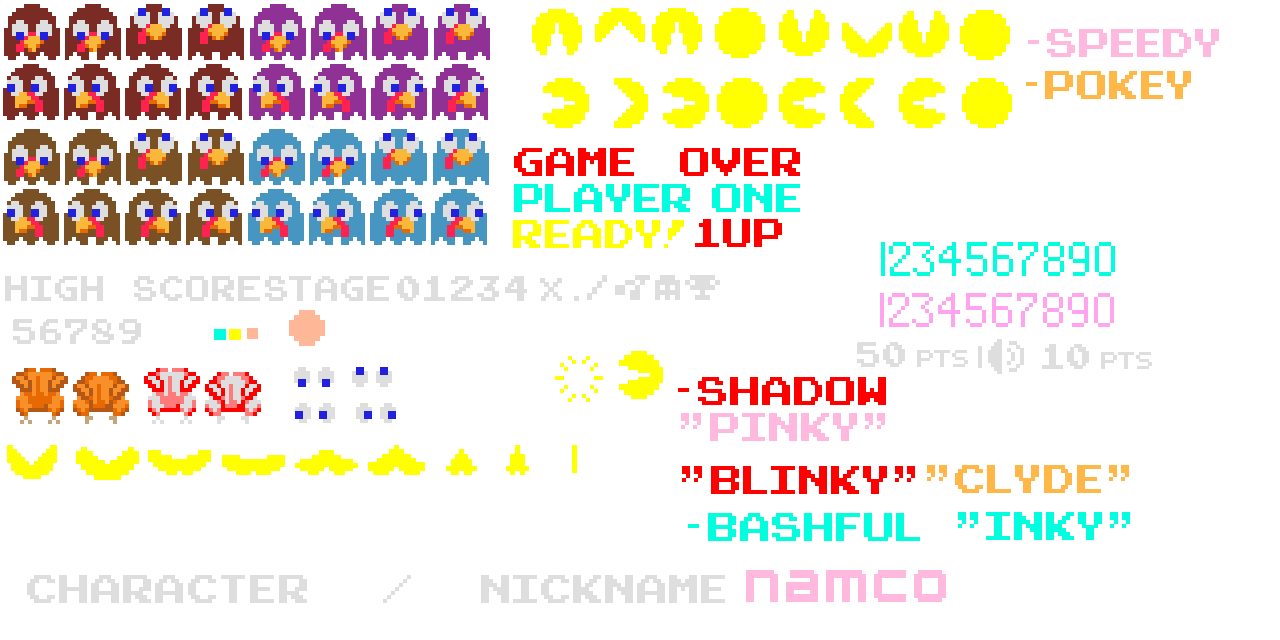 -SPEEDY
-POKEY
GAME OVER
PLAYER ONE
READY! 1UP
1234567890
HIGH SCORESTAGE01234 X./
1234567890
56789
50 PTS 10 PTS
-SHADOW
"PINKY"
"BLINKY" "CLYDE"
-BASHFUL "INKY"
CHARACTER / NICKNAME namco